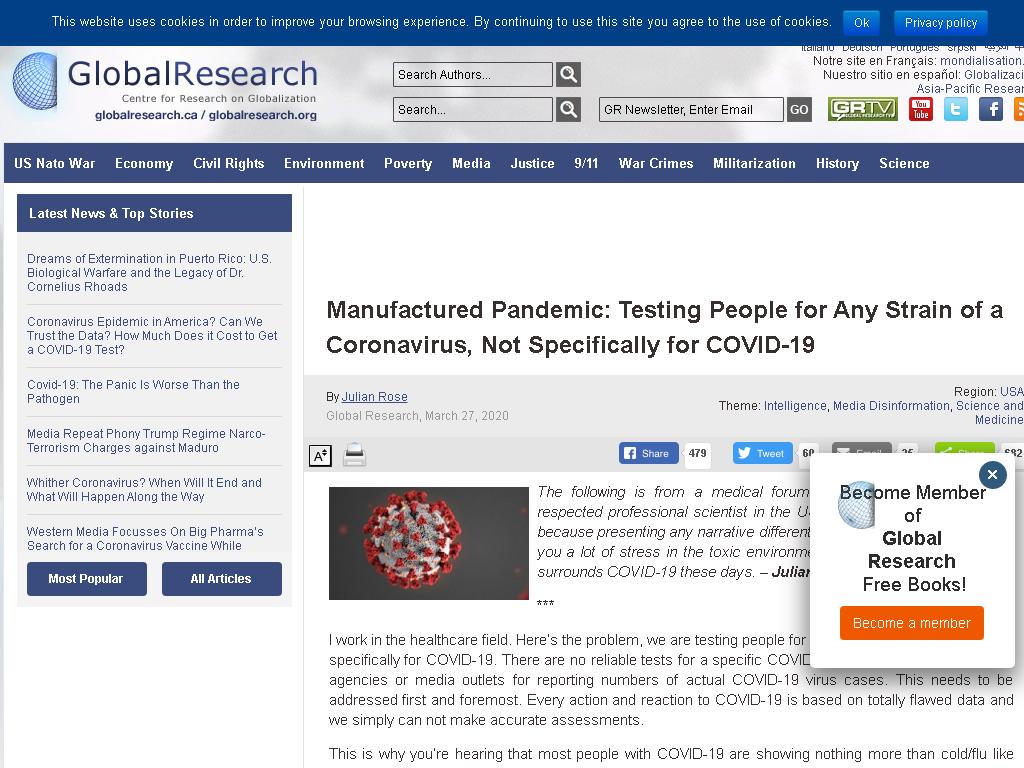 This website uses cookies in order to improve your browsing experience. By continuing to use this site you agree to the use of cookies.
Ok
Privacy policy
Italiano Deutsch Português srpski
GlobalResearch
Centre for Research on Globalization
globalresearch.ca / globalresearch.org
Search Authors...
Search...
GR Newsletter, Enter Email
GO
Notre site en Français: mondialisation.
Nuestro sitio en español: Globalizaci
Asia-Pacific Resear
GRTV
GLOBAL RESEARCH TV
You
Tube
US Nato War
Economy
Civil Rights
Environment
Poverty
Media
Justice
9/11
War Crimes
Militarization
History
Science
Latest News & Top Stories
Dreams of Extermination in Puerto Rico: U.S.
Biological Warfare and the Legacy of Dr.
Cornelius Rhoads
Coronavirus Epidemic in America? Can We
Trust the Data? How Much Does it Cost to Get
a COVID-19 Test?
Covid-19: The Panic Is Worse Than the
Pathogen
Media Repeat Phony Trump Regime Narco-
Terrorism Charges against Maduro
Whither Coronavirus? When Will It End and
What Will Happen Along the Way
Western Media Focusses On Big Pharma's
Search for a Coronavirus Vaccine While
Most Popular
All Articles
Manufactured Pandemic: Testing People for Any Strain of a
Coronavirus, Not Specifically for COVID-19
By Julian Rose
Global Research, March 27, 2020
Region: USA
Theme: Intelligence, Media Disinformation, Science and
Medicine
A
Share
479
Tweet
The following is from a medical forum
respected professional scientist in the U
because presenting any narrative different
you a lot of stress in the toxic environme
surrounds COVID-19 these days. – Julian
***
I work in the healthcare field. Here's the problem, we are testing people for
specifically for COVID-19. There are no reliable tests for a specific COVID
agencies or media outlets for reporting numbers of actual COVID-19 virus cases. This needs to be
addressed first and foremost. Every action and reaction to COVID-19 is based on totally flawed data and
we simply can not make accurate assessments.
This is why you're hearing that most people with COVID-19 are showing nothing more than cold/flu like
Become Member
of
Global
Research
Free Books!
Become a member